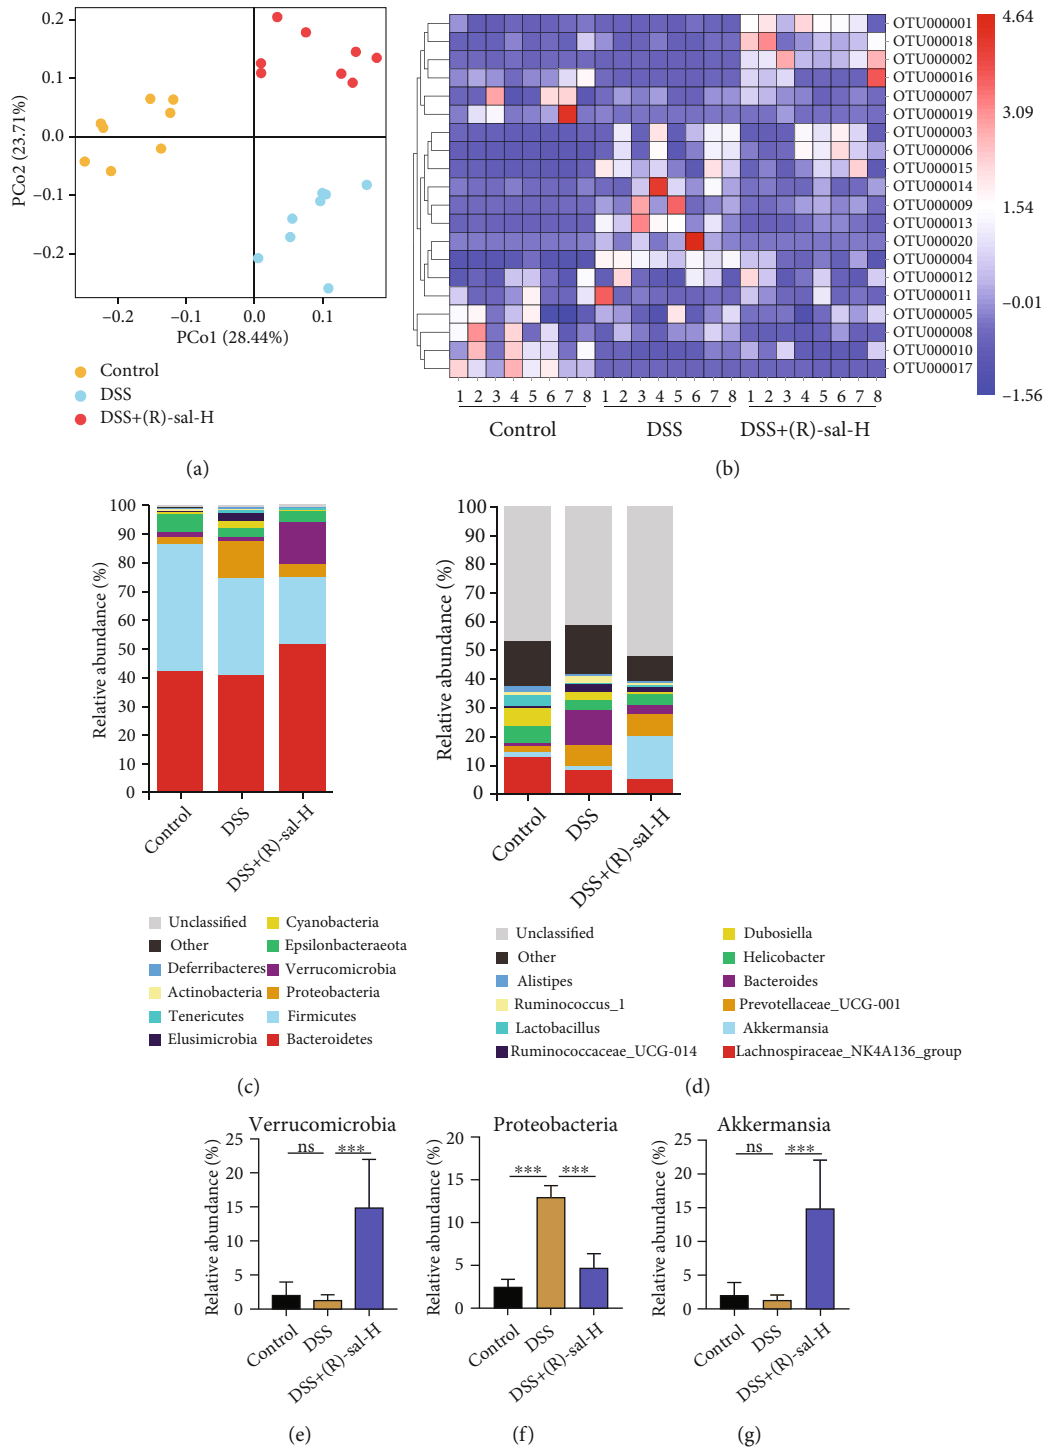 0.2
0.1
0.0
−0.1
−0.2
PCo2 (23.71%)
−0.2
−0.1
0.0
0.1
PCo1 (28.44%)
Control
DSS
DSS+(R)-sal-H
(a)
OTU000001
OTU000018
OTU000002
OTU000016
OTU000007
OTU000019
OTU000003
OTU000006
OTU000015
OTU000014
OTU000009
OTU000013
OTU000020
OTU000004
OTU000012
OTU000011
OTU000005
OTU000008
OTU000010
OTU000017
4.64
3.09
1.54
−0.01
−1.56
1 2 3 4 5 6 7 8 1 2 3 4 5 6 7 8 1 2 3 4 5 6 7 8
Control DSS DSS+(R)-sal-H
(b)
100
90
80
70
60
50
40
30
20
10
0
Relative abundance (%)
Control
DSS
DSS+(R)-sal-H
Unclassified
Other
Deferribacteres
Actinobacteria
Tenericutes
Elusimicrobia
Cyanobacteria
Epsilonbacteraeota
Verrucomicrobia
Proteobacteria
Firmicutes
Bacteroidetes
(c)
100
90
80
70
60
50
40
30
20
10
0
Relative abundance (%)
Control
DSS
DSS+(R)-sal-H
Unclassified
Other
Alistipes
Ruminococcus_1
Lactobacillus
Ruminococcaceae_UCG-014
Dubosiella
Helicobacter
Bacteroides
Prevotellaceae_UCG-001
Akkermansia
Lachnospiraceae_NK4A136_group
(d)
Verrucomicrobia
25
20
15
10
5
0
Relative abundance (%)
ns ***
Control
DSS
DSS+(R)-sal-H
(e)
Proteobacteria
20
15
10
5
0
Relative abundance (%)
*** ***
Control
DSS
DSS+(R)-sal-H
(f)
Akkermansia
25
20
15
10
5
0
Relative abundance (%)
ns ***
Control
DSS
DSS+(R)-sal-H
(g)